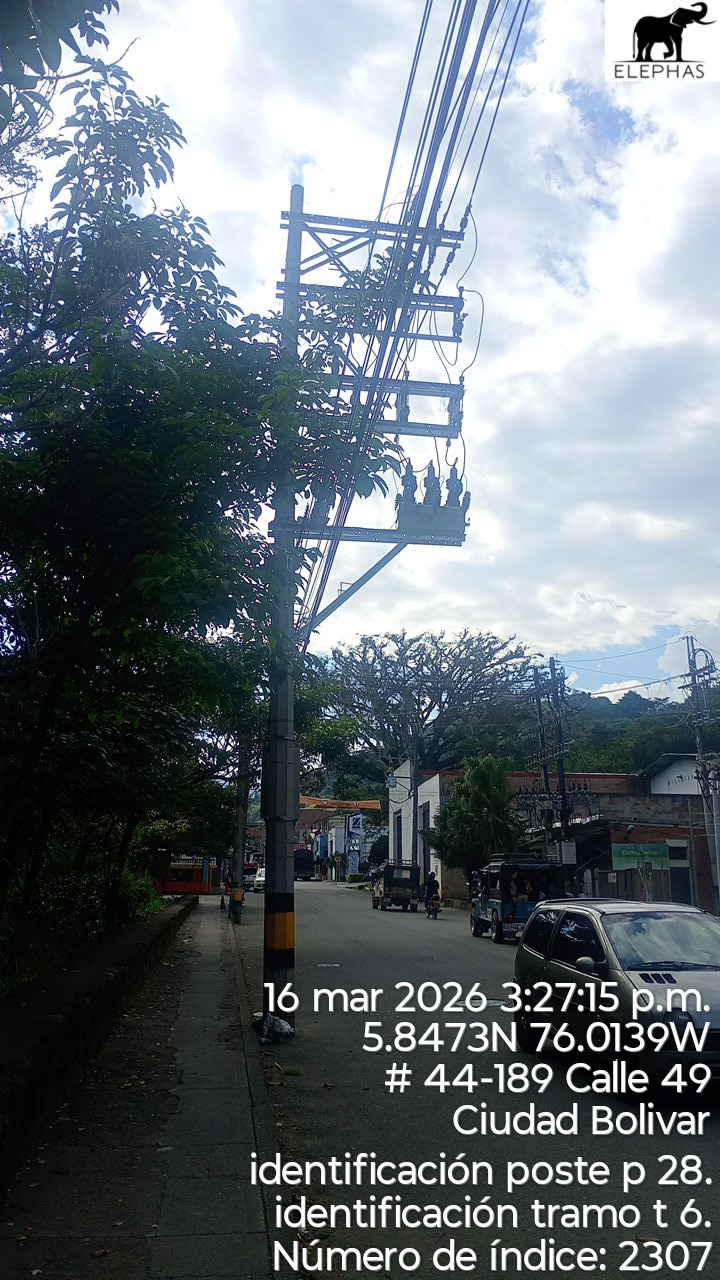 ELEPHAS
16 mar 2026 3:27:15 p.m.
5.8473N 76.0139W
# 44-189 Calle 49
Ciudad Bolivar
identificación poste p 28.
identificación tramo t 6.
Número de índice: 2307